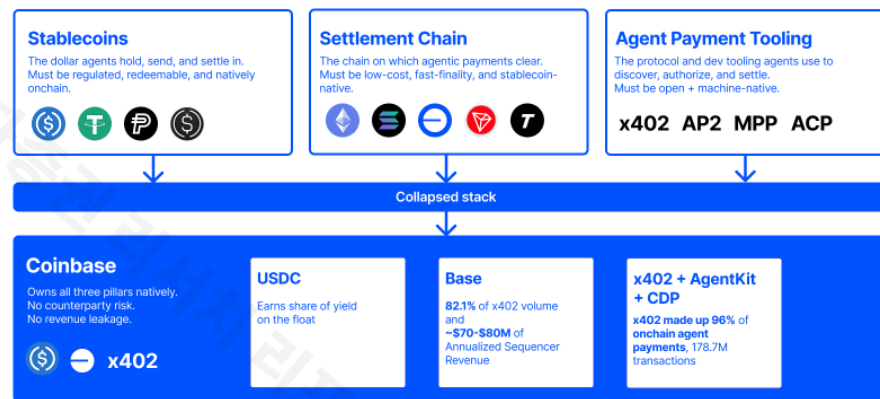 Stablecoins
The dollar agents hold, send, and settle in.
Must be regulated, redeemable, and natively
onchain.
Settlement Chain
The chain on which agentic payments clear.
Must be low-cost, fast-finality, and stablecoin-
native.
Agent Payment Tooling
The protocol and dev tooling agents use to
discover, authorize, and settle.
Must be open + machine-native.
x402 AP2 MPP ACP
Collapsed stack
Coinbase
Owns all three pillars natively.
No counterparty risk.
No revenue leakage.
x402
USDC
Earns share of yield
on the float
Base
82.1% of x402 volume
and
~$70-$80M of
Annualized Sequencer
Revenue
x402 + AgentKit
+ CDP
x402 made up 96% of
onchain agent
payments, 178.7M
transactions